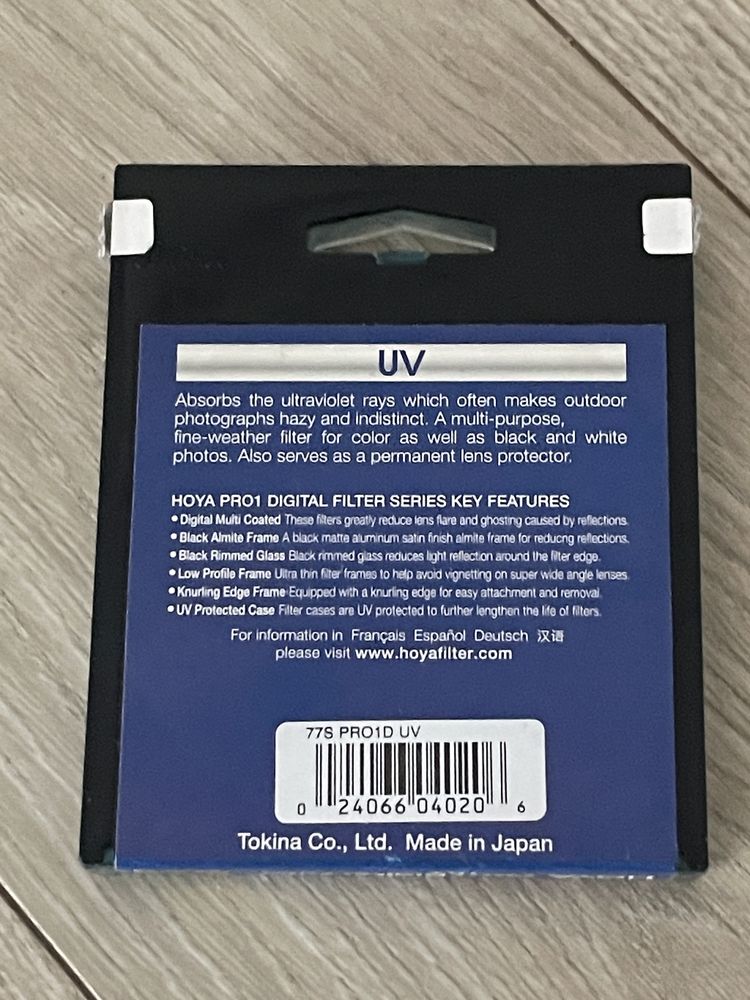 UV
Absorbs the ultraviolet rays which often makes outdoor
photographs hazy and indistinct. A multi-purpose,
fine-weather filter for color as well as black and white
photos. Also serves as a permanent lens protector.
HOYA PRO1 DIGITAL FILTER SERIES KEY FEATURES
•Digital Multi Coated These filters greatly reduce lens flare and ghosting caused by reflections.
•Black Almite Frame A black matte aluminum satin finish almite frame for reducng reflections.
•Black Rimmed Glass Black rimmed glass reduces light reflection around the filter edge.
•Low Profile Frame Ultra thin filter frames to help avoid vignetting on super wide angle lenses.
•Knurling Edge Frame Equipped with a knurling edge for easy attachment and removal.
•UV Protected Case Filter cases are UV protected to further lengthen the life of filters.
For information in Français Español Deutsch 汉语
please visit www.hoyafilter.com
77S PRO1D UV
0 24066 04020 6
Tokina Co., Ltd. Made in Japan